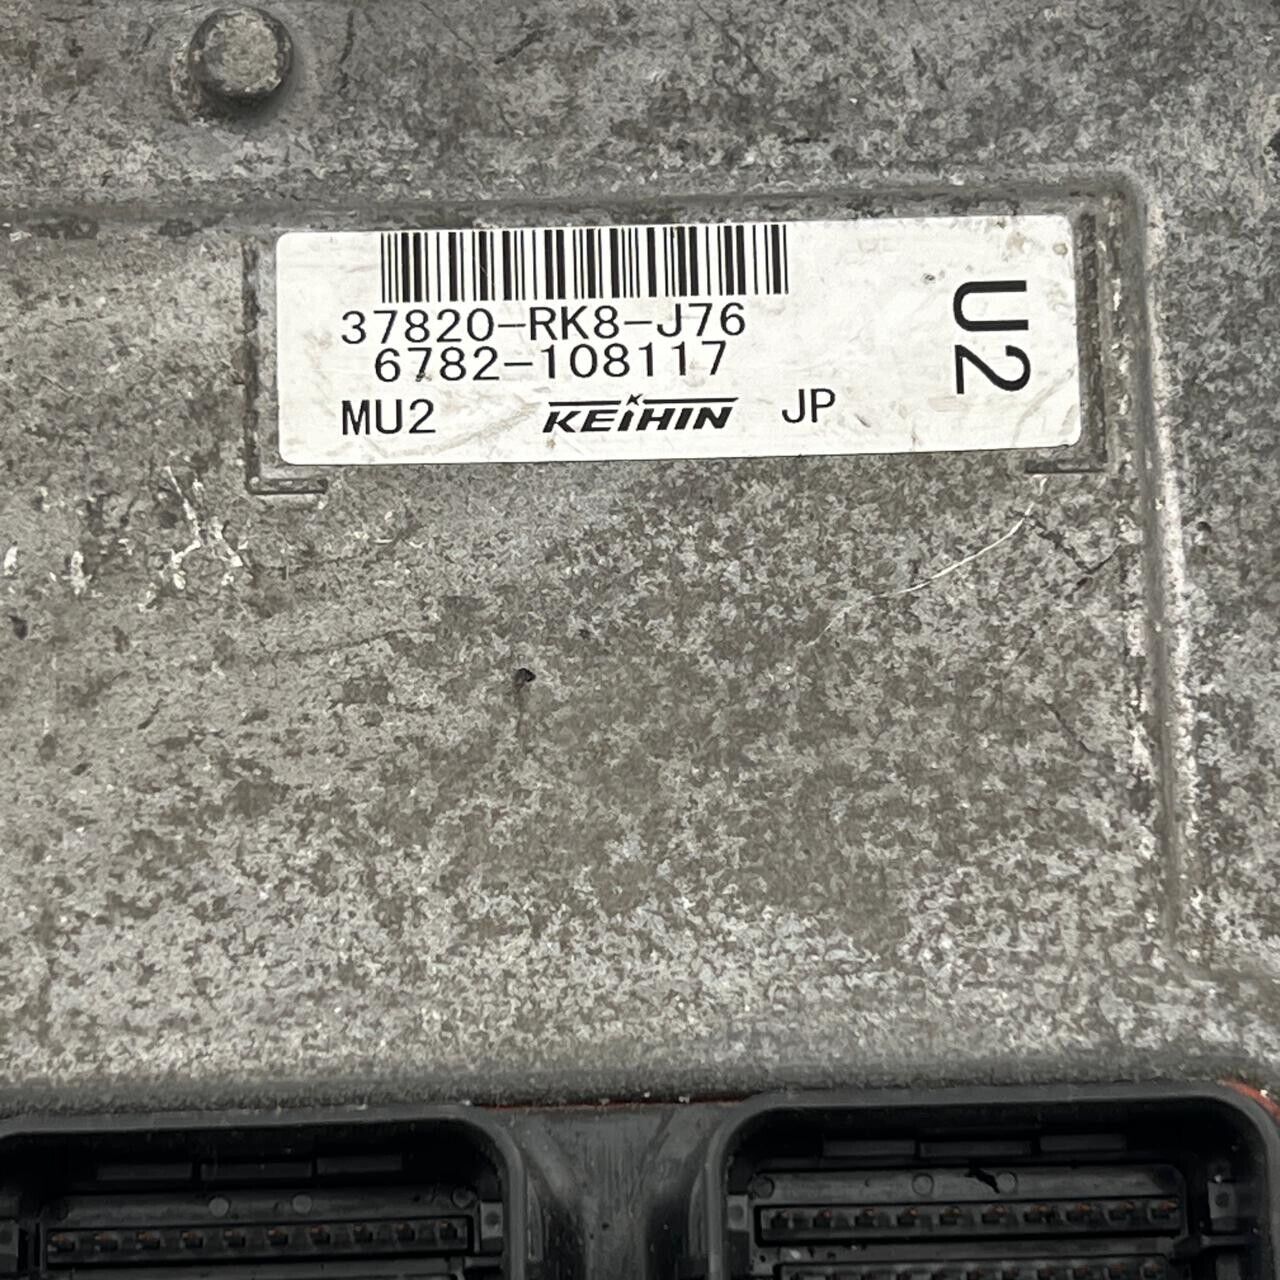 37820-RK8-J76
6782-108117
MU2 KEIHIN JP
U2